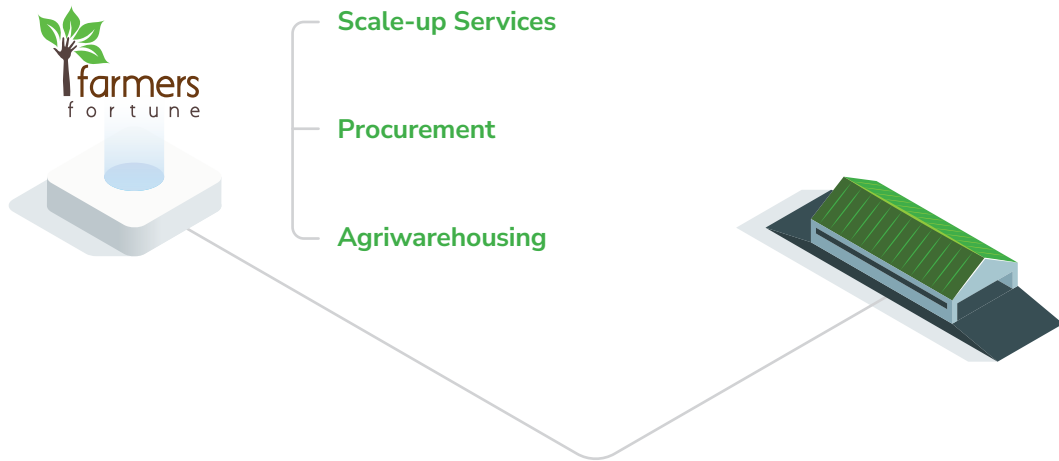 farmers
fortune
Scale-up Services
Procurement
Agriwarehousing